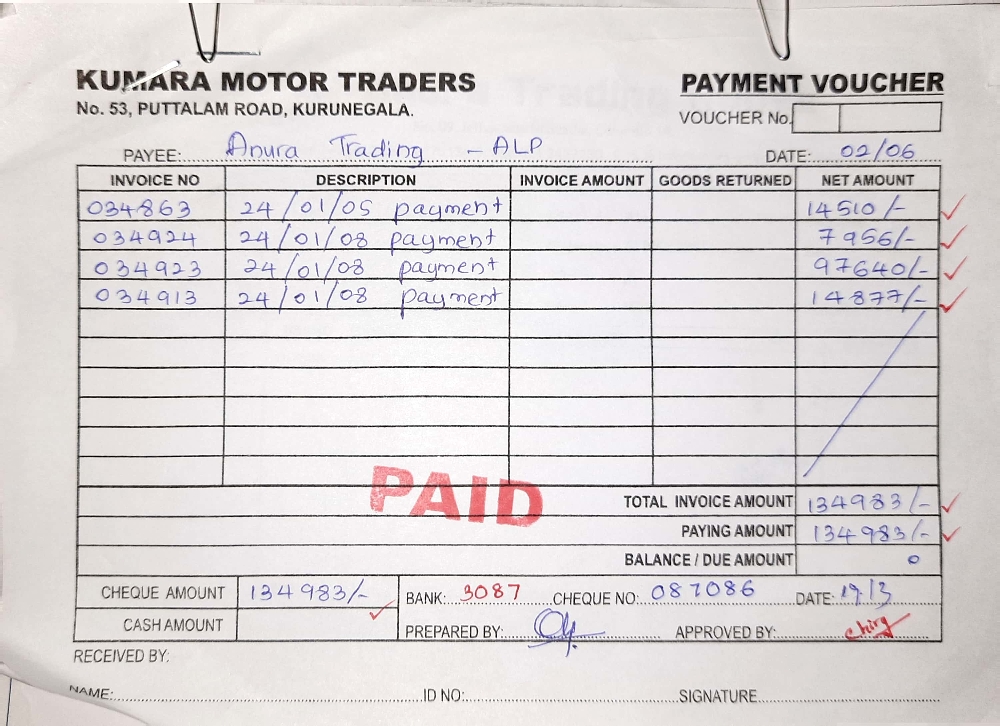 KUMARA MOTOR TRADERS
PAYMENT VOUCHER
No. 53, PUTTALAM ROAD, KURUNEGALA.
VOUCHER No.
PAYEE: Anura Trading - ALP
DATE: 02/06
INVOICE NO DESCRIPTION INVOICE AMOUNT GOODS RETURNED NET AMOUNT
034863 24/01/05 payment 14510/-
034924 24/01/08 payment 7956/-
034923 24/01/08 payment 97640/-
034913 24/01/08 payment 14877/-
PAID
TOTAL INVOICE AMOUNT 134983/-
PAYING AMOUNT 134983/-
BALANCE / DUE AMOUNT 0
CHEQUE AMOUNT 134983/- BANK: 3087 CHEQUE NO: 087086 DATE: 19/3
CASH AMOUNT PREPARED BY: APPROVED BY:
RECEIVED BY:
NAME: ID NO: SIGNATURE